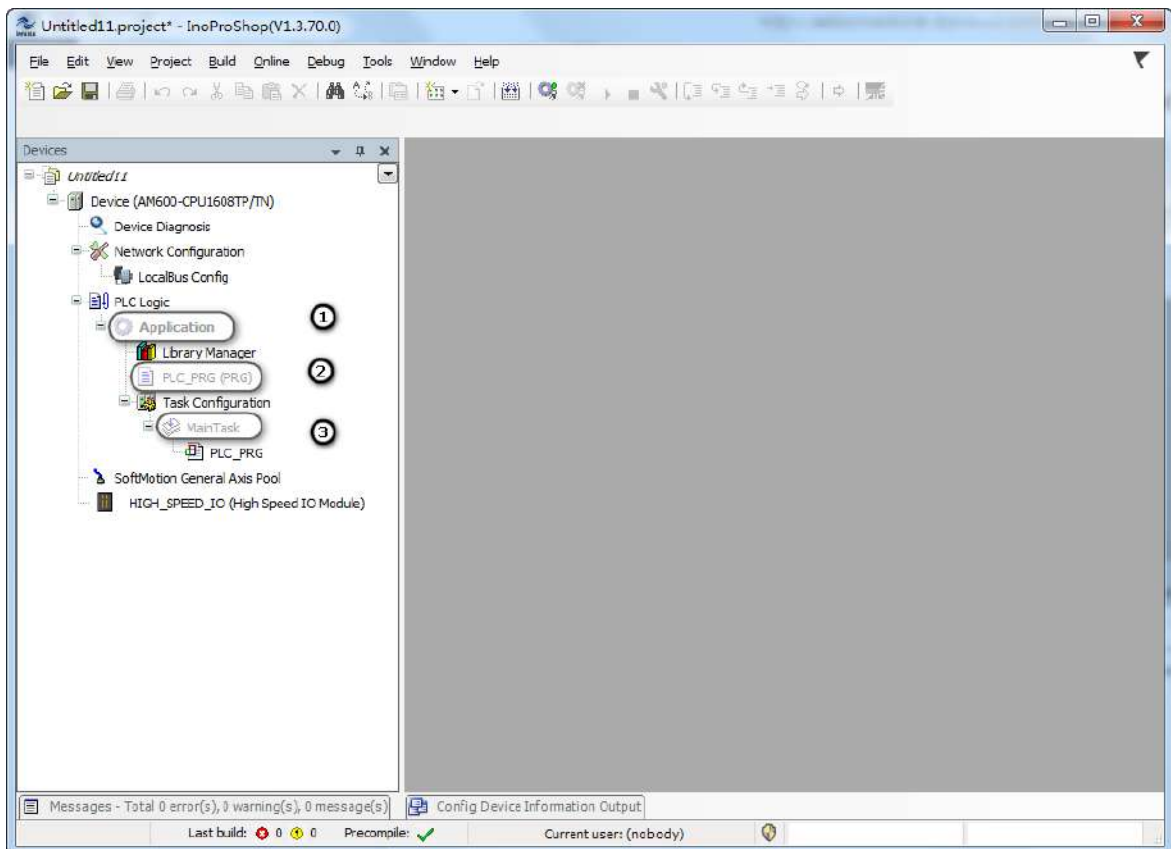 Untitled11.project* - InoProShop(V1.3.70.0)
File Edit View Project Build Online Debug Tools Window Help
Devices
Untitled11
Device (AM600-CPU1608TP/TN)
Device Diagnosis
Network Configuration
LocalBus Config
PLC Logic
Application
1
Library Manager
PLC_PRG (PRG)
2
Task Configuration
MainTask
3
PLC_PRG
SoftMotion General Axis Pool
HIGH_SPEED_IO (High Speed IO Module)
Messages - Total 0 error(s), 0 warning(s), 0 message(s) Config Device Information Output
Last build: 0 0 Precompile: Current user: (nobody)